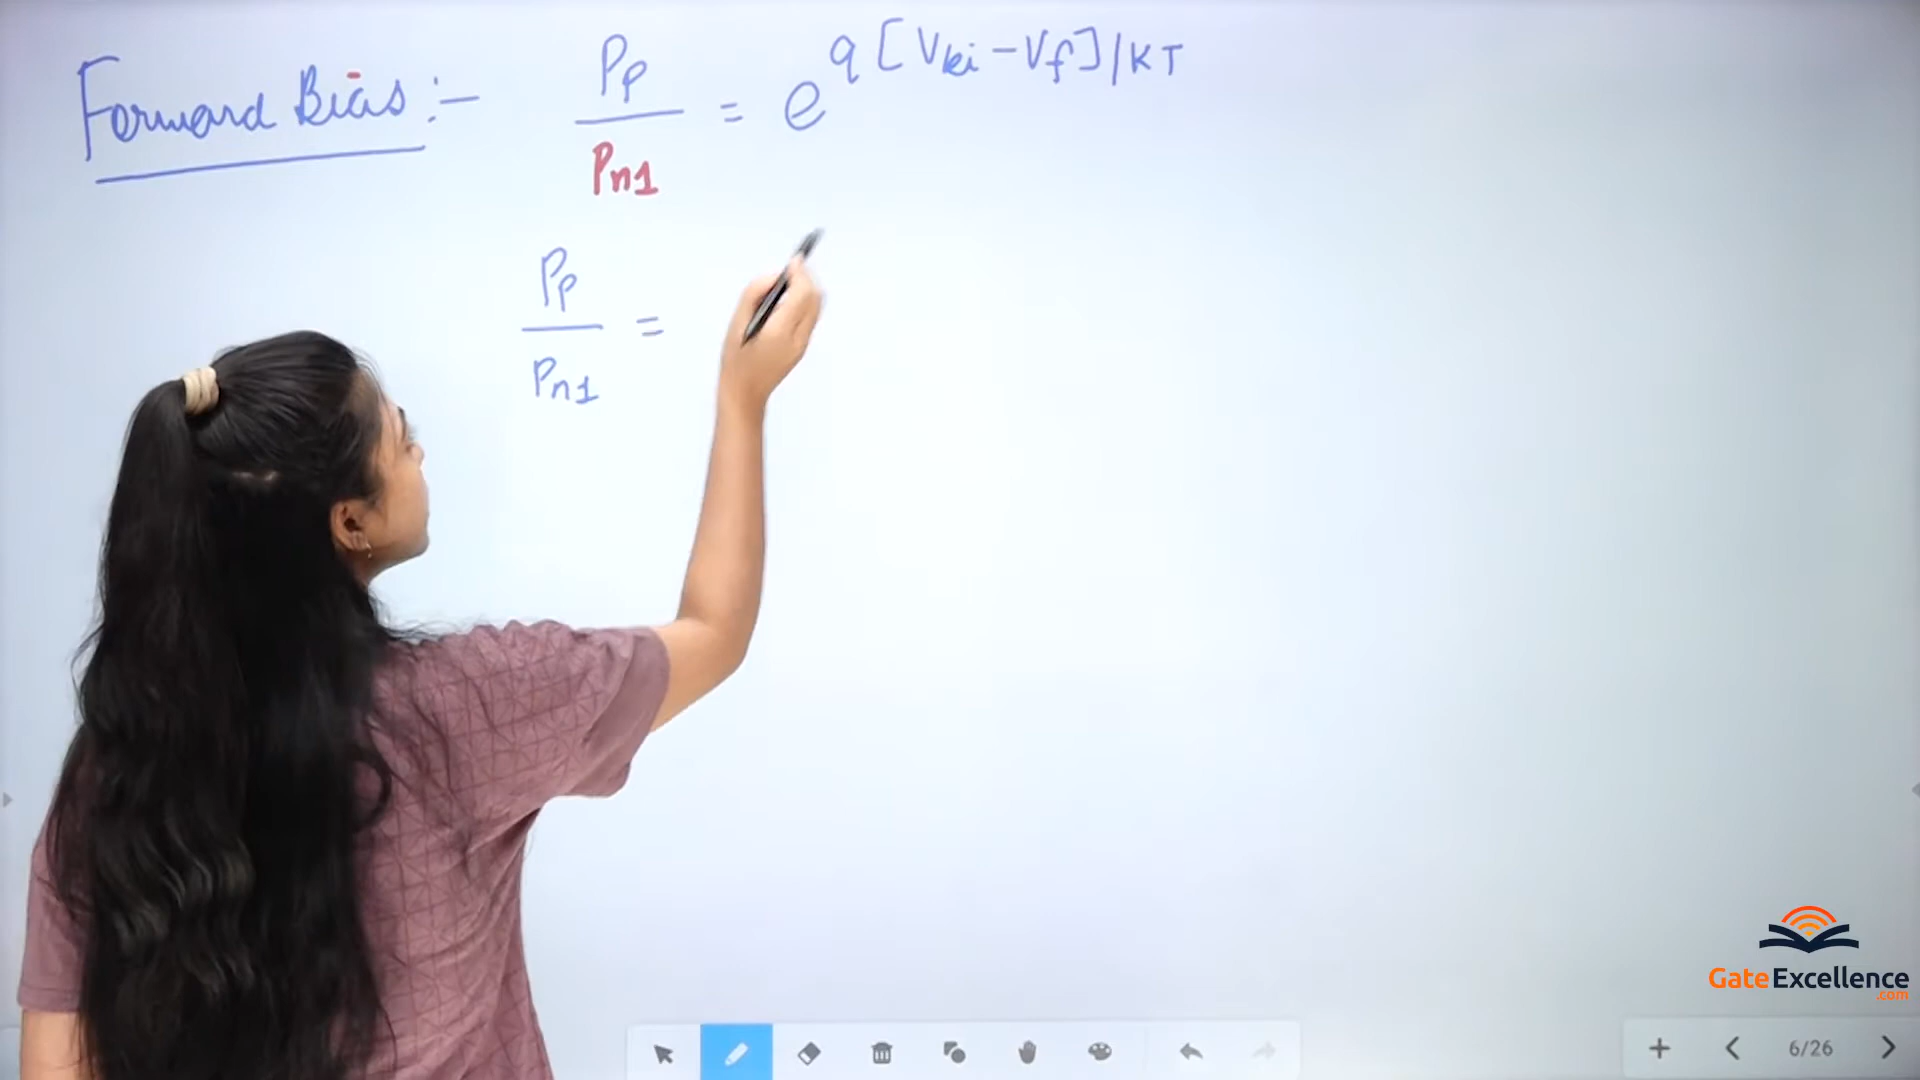 Forward Bias :- Pp / Pn1 = e^q[Vbi - Vf]/KT
Pp / Pn1 =
GateExcellence
.com
6/26